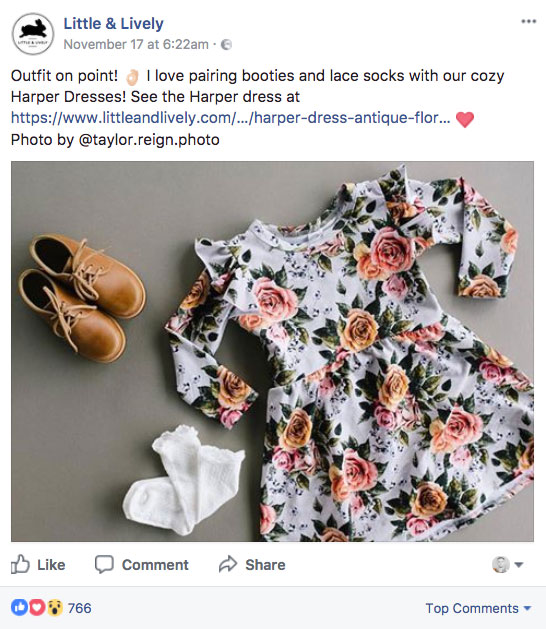 Little & Lively
November 17 at 6:22am ·
Outfit on point! 👌🏻 I love pairing booties and lace socks with our cozy
Harper Dresses! See the Harper dress at
https://www.littleandlively.com/.../harper-dress-antique-flor... ❤️
Photo by @taylor.reign.photo
Like Comment Share
766 Top Comments